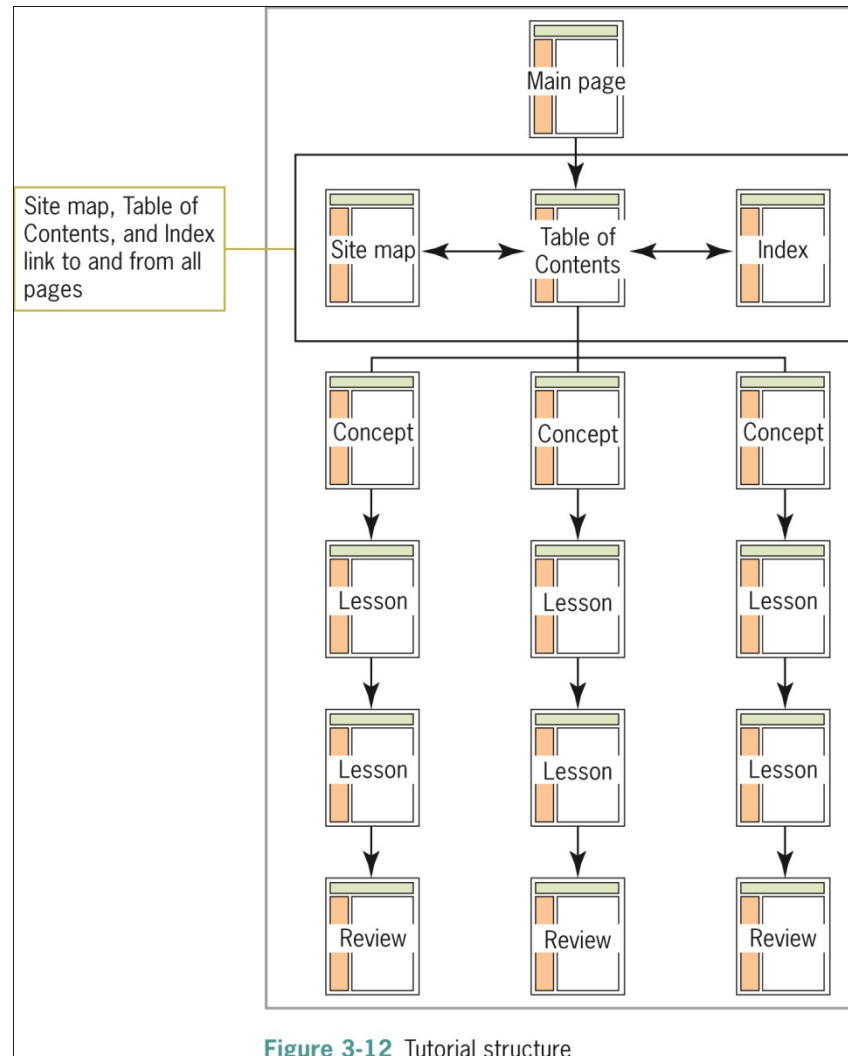 Main page
Site map, Table of
Contents, and Index
link to and from all
pages
Site map
Table of
Contents
Index
Concept
Concept
Concept
Lesson
Lesson
Lesson
Lesson
Lesson
Lesson
Review
Review
Review
Figure 3-12 Tutorial structure